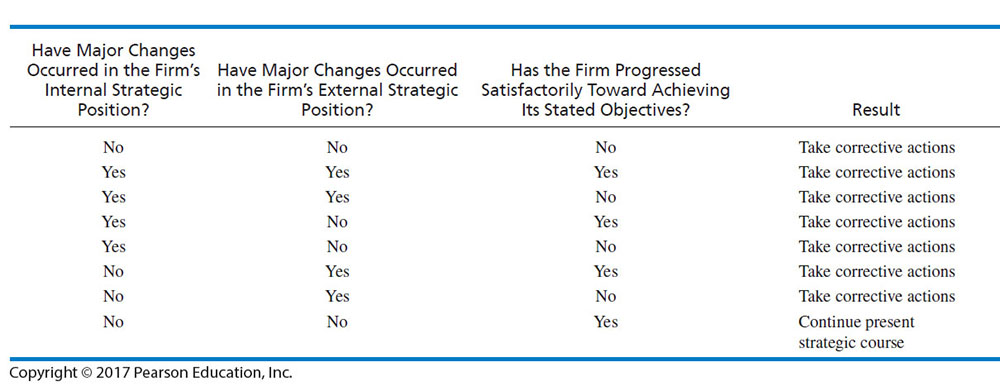 Have Major Changes
Occurred in the Firm's
Internal Strategic
Position?
Have Major Changes Occurred
in the Firm's External Strategic
Position?
Has the Firm Progressed
Satisfactorily Toward Achieving
Its Stated Objectives?
Result
No No No Take corrective actions
Yes Yes Yes Take corrective actions
Yes Yes No Take corrective actions
Yes No Yes Take corrective actions
Yes No No Take corrective actions
No Yes Yes Take corrective actions
No Yes No Take corrective actions
No No Yes Continue present
strategic course
Copyright © 2017 Pearson Education, Inc.